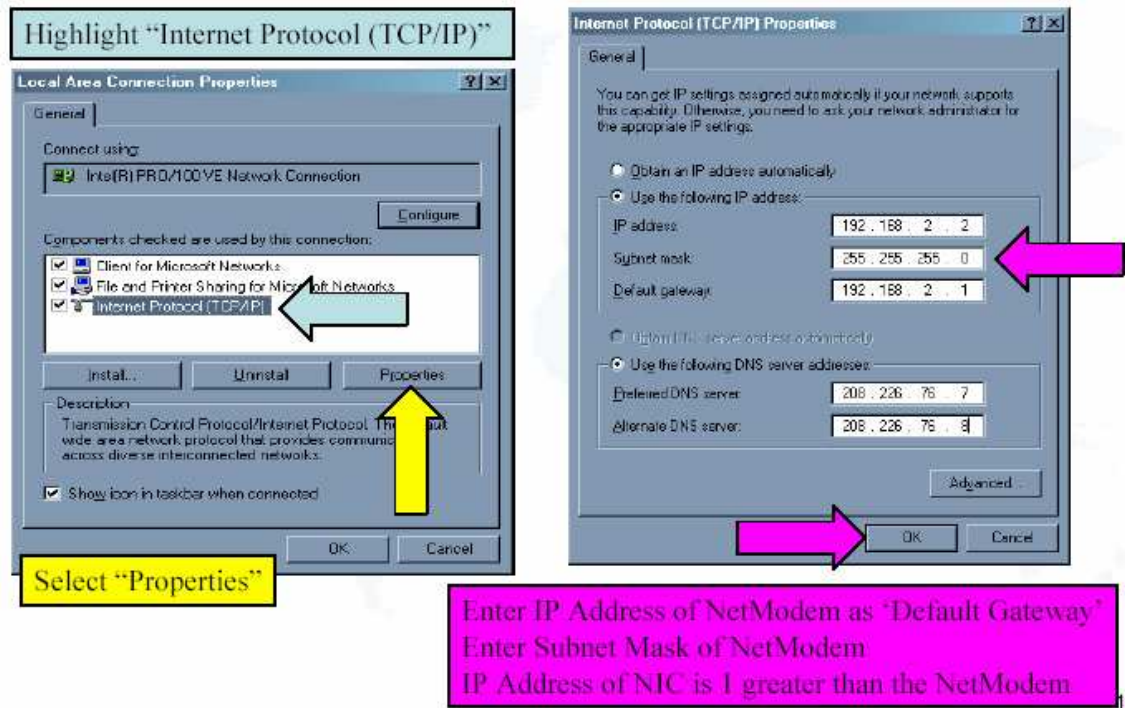 Highlight “Internet Protocol (TCP/IP)”
Local Area Connection Properties
General
Connect using:
Intel(R) PRO/100 VE Network Connection
Configure
Components checked are used by this connection:
Client for Microsoft Networks
File and Printer Sharing for Microsoft Networks
Internet Protocol (TCP/IP)
Install...
Uninstall
Properties
Description
Transmission Control Protocol/Internet Protocol. The
wide area network protocol that provides
across diverse interconnected networks.
Show icon in taskbar when connected
OK
Cancel
Select “Properties”
Internet Protocol (TCP/IP) Properties
General
You can get IP settings assigned automatically if your network supports
this capability. Otherwise, you need to ask your network administrator for
the appropriate IP settings.
Obtain an IP address automatically
Use the following IP address:
IP address:
192 . 168 . 2 . 2
Subnet mask:
255 . 255 . 255 . 0
Default gateway:
192 . 168 . 2 . 1
Obtain DNS server address automatically
Use the following DNS server addresses:
Preferred DNS server:
208 . 226 . 76 . 7
Alternate DNS server:
208 . 226 . 76 . 8
Advanced...
OK
Cancel
Enter IP Address of NetModem as ‘Default Gateway’
Enter Subnet Mask of NetModem
IP Address of NIC is 1 greater than the NetModem
1